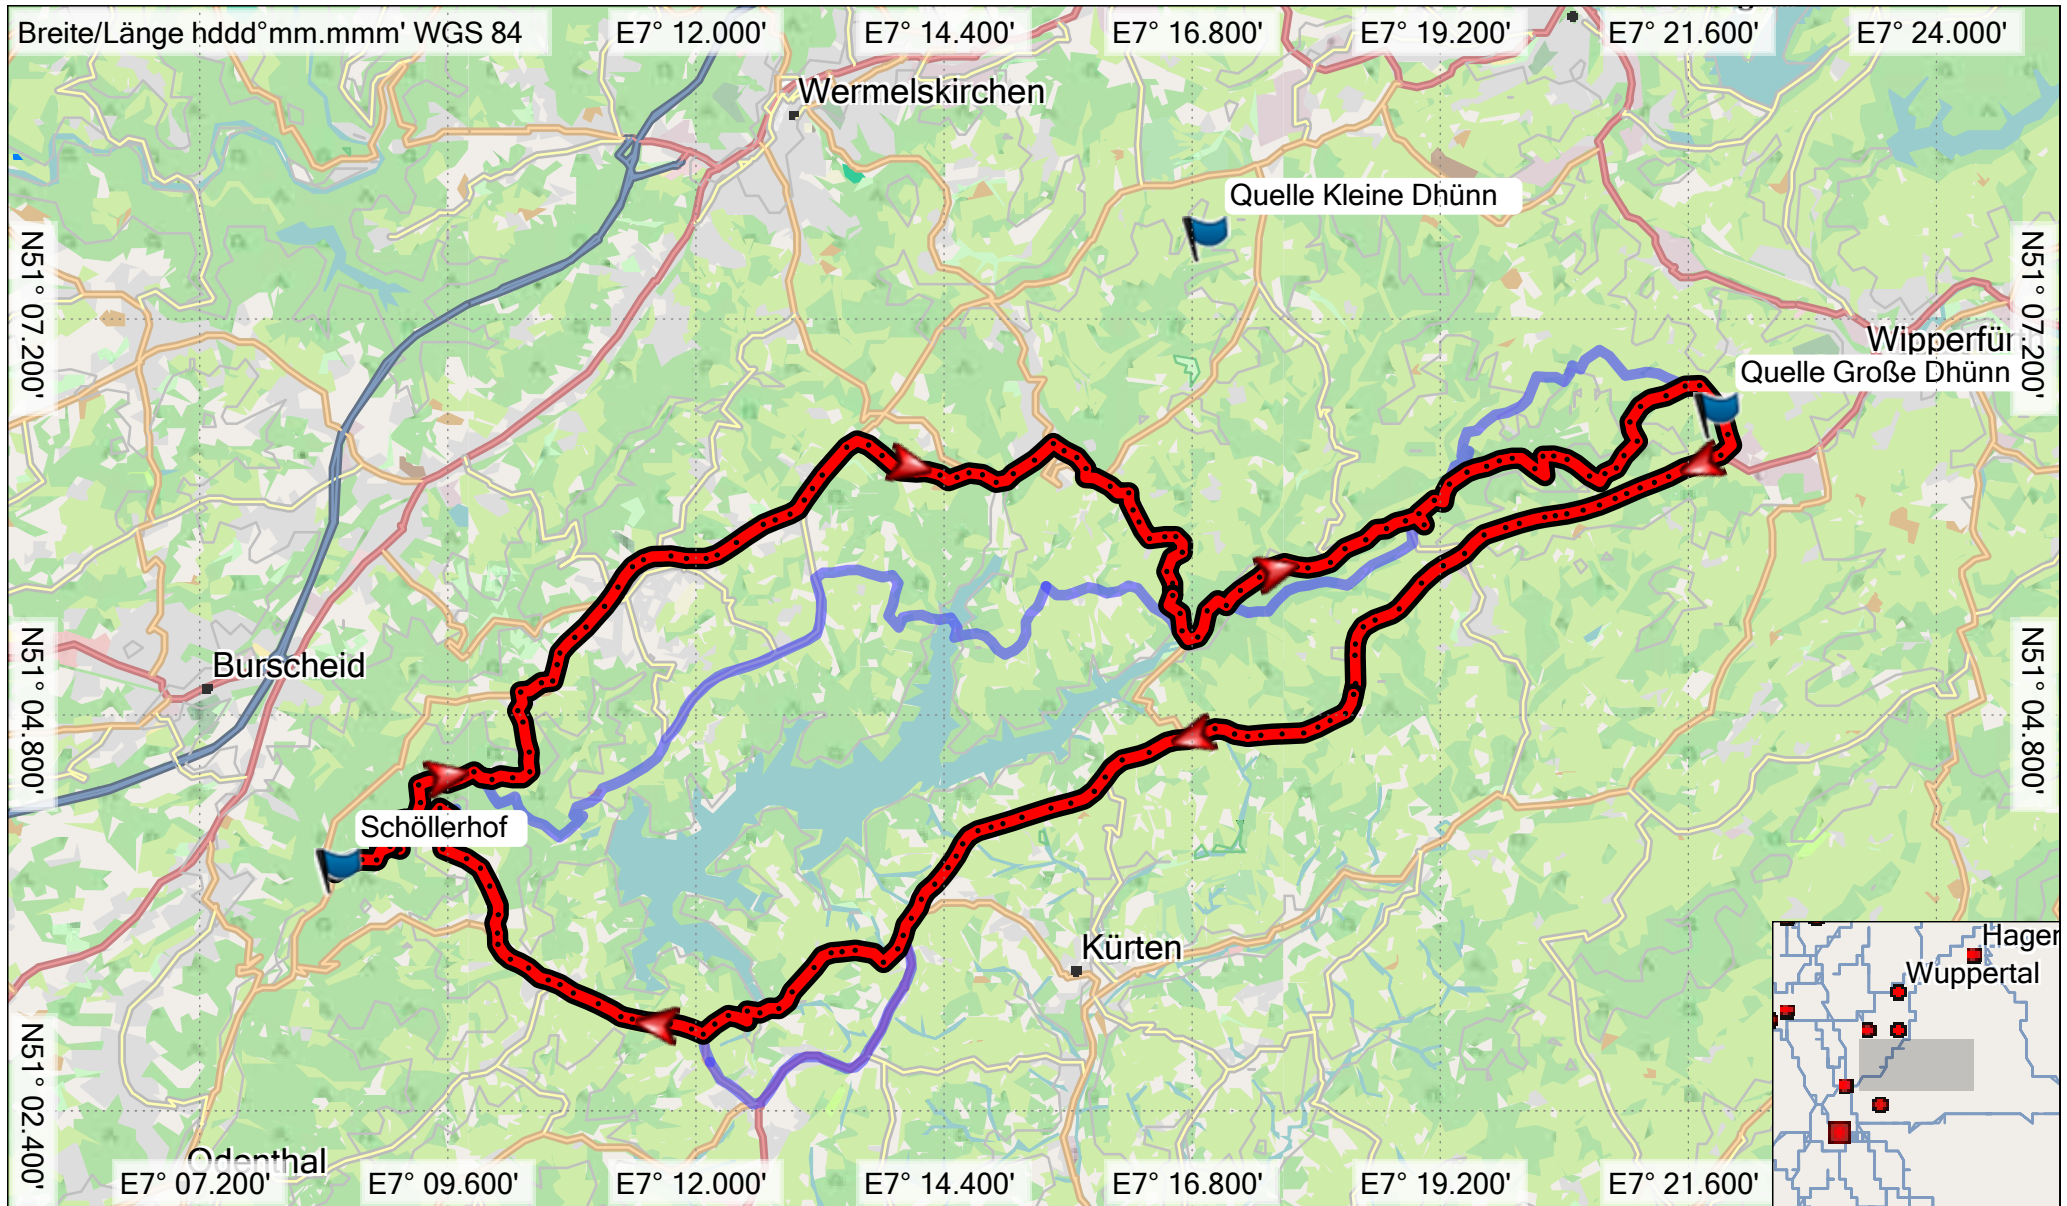 Breite/Länge hddd°mm.mmm' WGS 84
E7° 12.000'
E7° 14.400'
E7° 16.800'
E7° 19.200'
E7° 21.600'
E7° 24.000'
Wermelskirchen
Quelle Kleine Dhünn
N51° 07.200'
N51° 07.200'
Wipperfür
Quelle Große Dhünn
Burscheid
N51° 04.800'
N51° 04.800'
Schöllerhof
Kürten
Hagen
Wuppertal
N51° 02.400'
Odenthal
E7° 07.200'
E7° 09.600'
E7° 12.000'
E7° 14.400'
E7° 16.800'
E7° 19.200'
E7° 21.600'